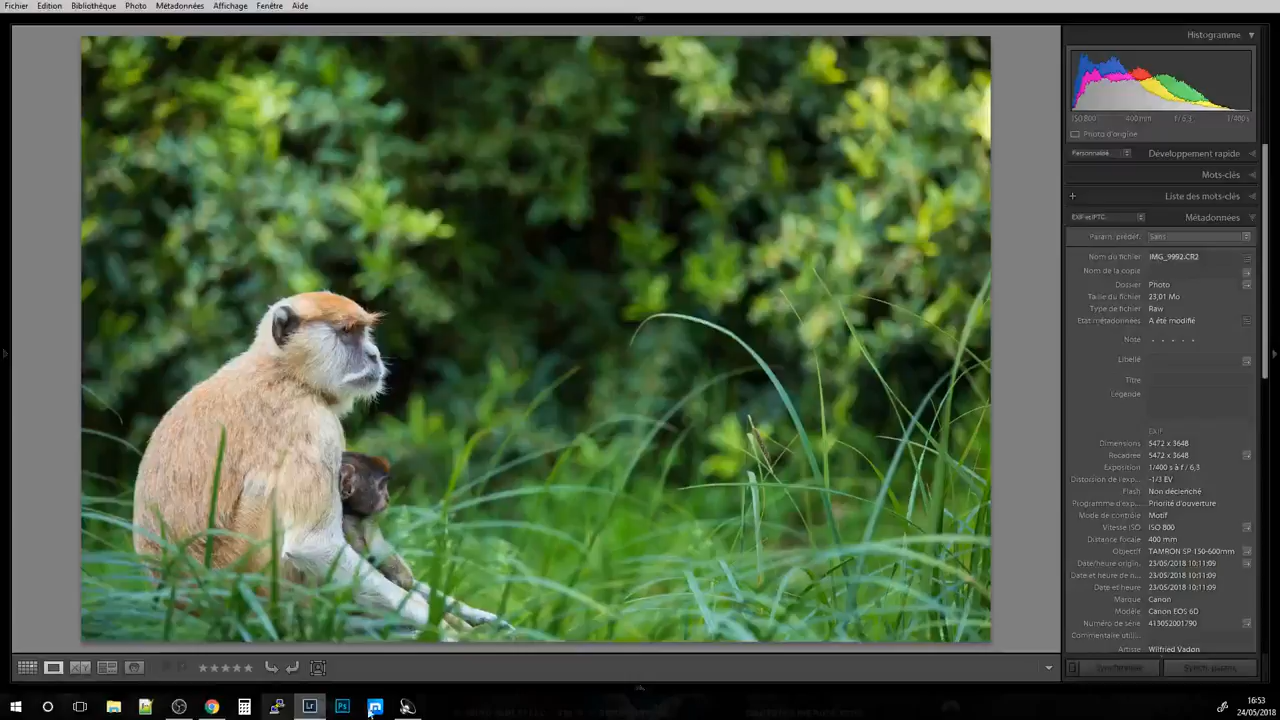 Fichier Edition Bibliothèque Photo Métadonnées Affichage Fenêtre Aide
Histogramme
ISO 800 400 mm f / 6,3 1/400 s
Photo d'origine
Personnalisé Développement rapide
Mots-clés
+ Liste des mots-clés
EXIF et IPTC Métadonnées
Param. prédéf. Sans
Nom du fichier IMG_9992.CR2
Nom de la copie
Dossier Photo
Taille du fichier 23,01 Mo
Type de fichier Raw
Etat métadonnées A été modifié
Note
Libellé
Titre
Légende
EXIF
Dimensions 5472 x 3648
Recadrée 5472 x 3648
Exposition 1/400 s à f / 6,3
Distorsion de l'exp... -1/3 EV
Flash Non déclenché
Programme d'expo... Priorité d'ouverture
Mode de contrôle Motif
Vitesse ISO ISO 800
Distance focale 400 mm
Objectif TAMRON SP 150-600mm
Date/heure origin. 23/05/2018 10:11:09
Date et heure de n... 23/05/2018 10:11:09
Date et heure 23/05/2018 10:11:09
Marque Canon
Modèle Canon EOS 6D
Numéro de série 413052001790
Commentaire utili...
Artiste Wilfried Vadon
XY
Synchroniser
Lr Ps
16:53
24/05/2018